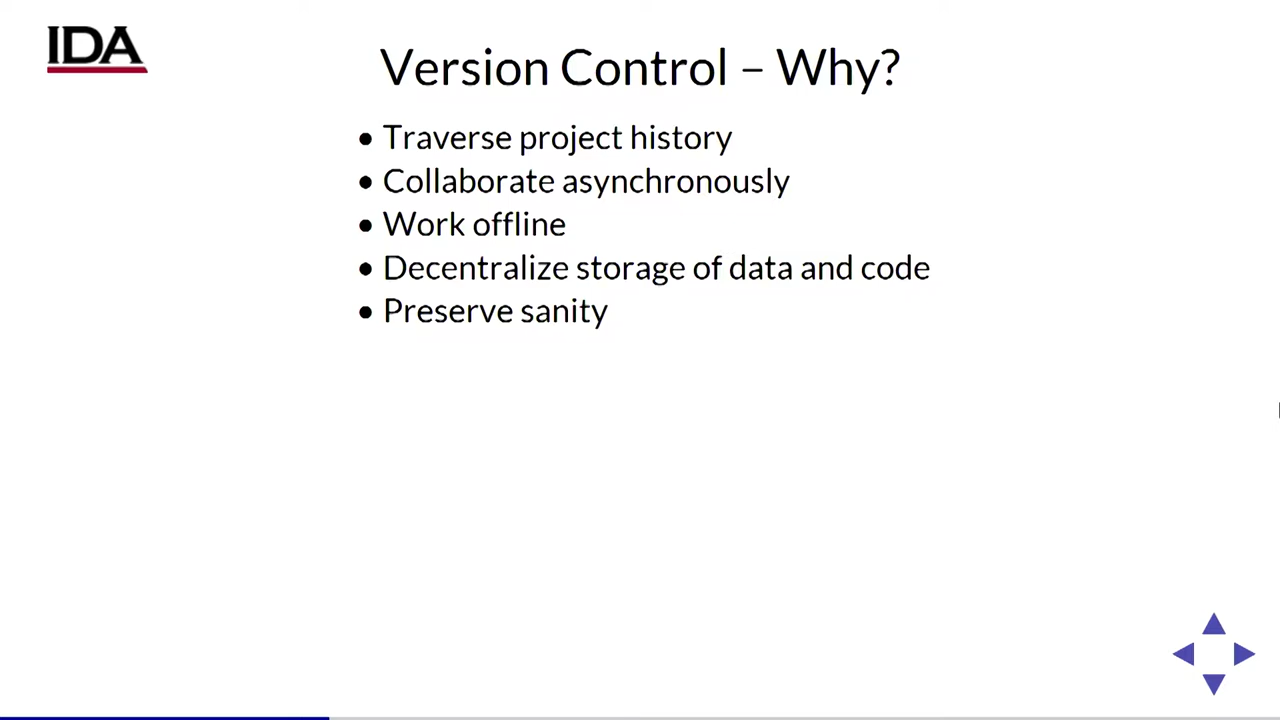 IDA
Version Control – Why?
• Traverse project history
• Collaborate asynchronously
• Work offline
• Decentralize storage of data and code
• Preserve sanity